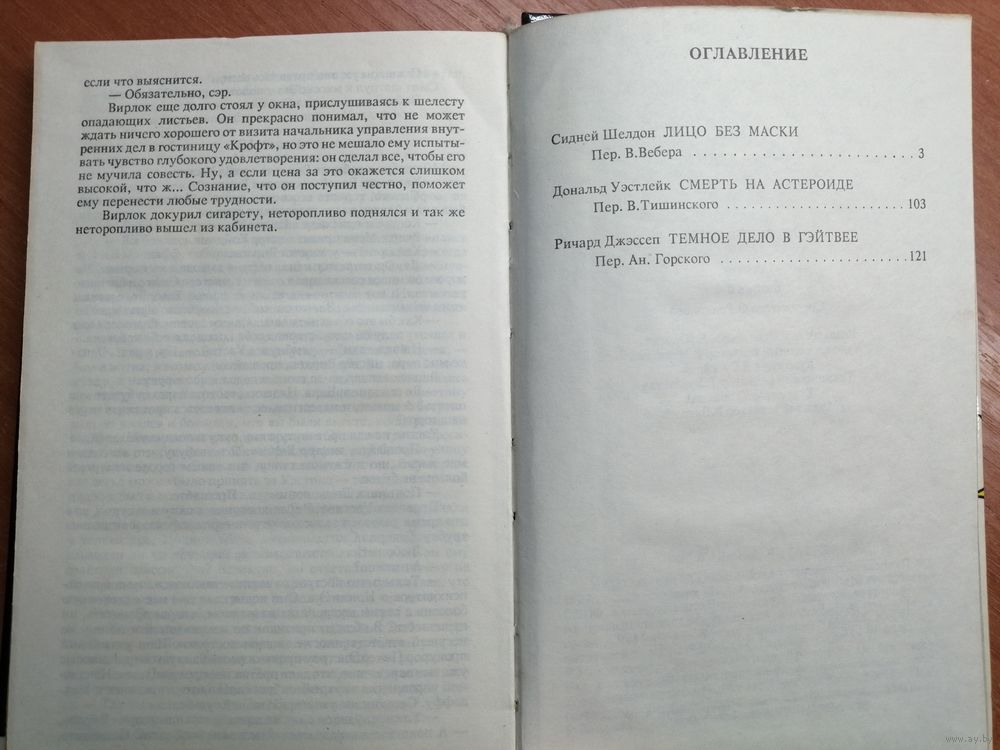 если что выяснится.
— Обязательно, сэр.
Вирлок еще долго стоял у окна, прислушиваясь к шелесту
опадающих листьев. Он прекрасно понимал, что не может
ждать ничего хорошего от визита начальника управления внут-
ренних дел в гостиницу «Крофт», но это не мешало ему испыты-
вать чувство глубокого удовлетворения: он сделал все, чтобы его
не мучила совесть. Ну, а если цена за это окажется слишком
высокой, что ж... Сознание, что он поступил честно, поможет
ему перенести любые трудности.
Вирлок докурил сигарету, неторопливо поднялся и так же
неторопливо вышел из кабинета.
ОГЛАВЛЕНИЕ
Сидней Шелдон ЛИЦО БЕЗ МАСКИ
Пер. В.Вебера . . . . . . . . . . . . . . . . . . . . . . . . 3
Дональд Уэстлейк СМЕРТЬ НА АСТЕРОИДЕ
Пер. В.Тишинского . . . . . . . . . . . . . . . . . . . . . 103
Ричард Джэссеп ТЕМНОЕ ДЕЛО В ГЭЙТВЕЕ
Пер. Ан. Горского . . . . . . . . . . . . . . . . . . . . . . 121
www.ay.by